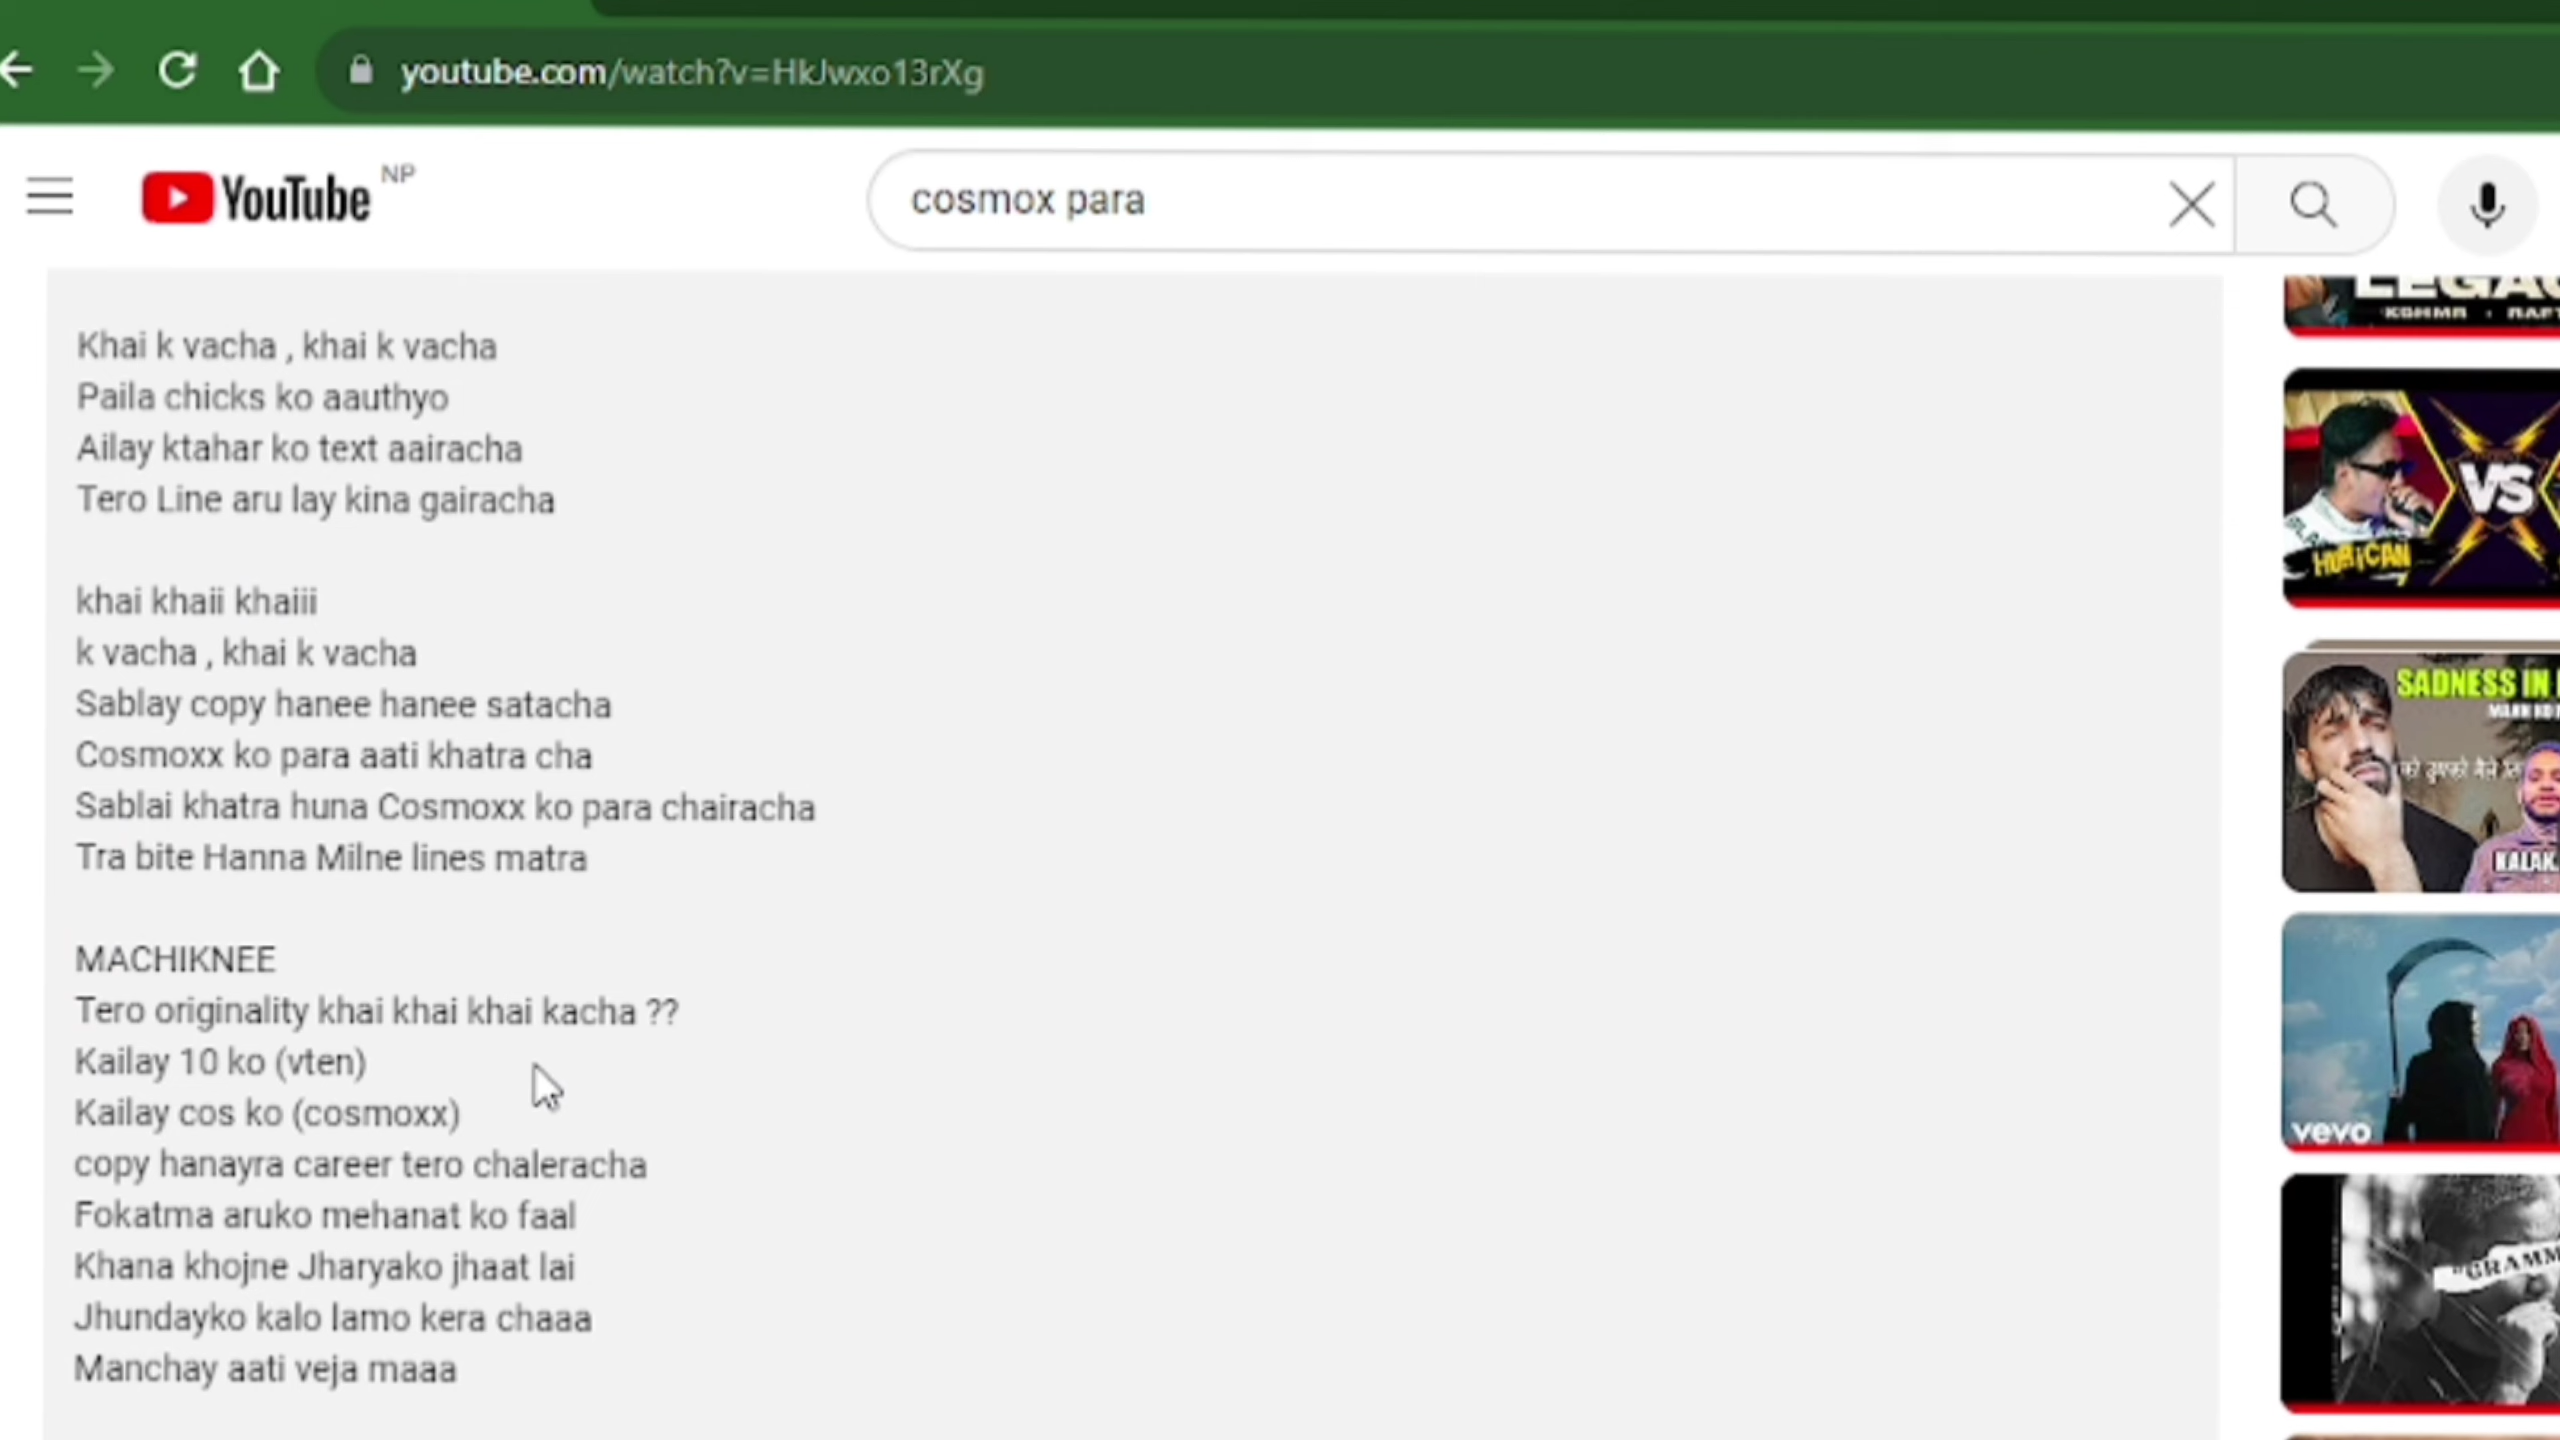 youtube.com/watch?v=HkJwxo13rXg
YouTube NP
cosmox para
Khai k vacha , khai k vacha
Paila chicks ko aauthyo
Ailay ktahar ko text aairacha
Tero Line aru lay kina gairacha
khai khaii khaiii
k vacha , khai k vacha
Sablay copy hanee hanee satacha
Cosmoxx ko para aati khatra cha
Sablai khatra huna Cosmoxx ko para chairacha
Tra bite Hanna Milne lines matra
MACHIKNEE
Tero originality khai khai khai kacha ??
Kailay 10 ko (vten)
Kailay cos ko (cosmoxx)
copy hanayra career tero chaleracha
Fokatma aruko mehanat ko faal
Khana khojne Jharyako jhaat lai
Jhundayko kalo lamo kera chaaa
Manchay aati veja maaa
KSHMR
VS
HURICAN
SADNESS IN
vevo